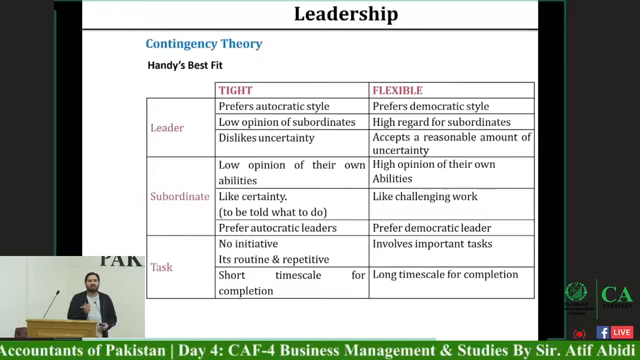 Leadership
Contingency Theory
Handy's Best Fit
TIGHT FLEXIBLE
Leader
Prefers autocratic style Prefers democratic style
Low opinion of subordinates High regard for subordinates
Dislikes uncertainty Accepts a reasonable amount of
uncertainty
Subordinate
Low opinion of their own High opinion of their own
abilities Abilities
Like certainty. Like challenging work
(to be told what to do)
Prefer autocratic leaders Prefer democratic leader
Task
No initiative Involves important tasks
Its routine & repetitive
Short timescale for Long timescale for completion
completion
PAKIS
CA
PAKISTAN
LIVE
Accountants of Pakistan | Day 4: CAF-4 Business Management & Studies By Sir. Atif Abidi